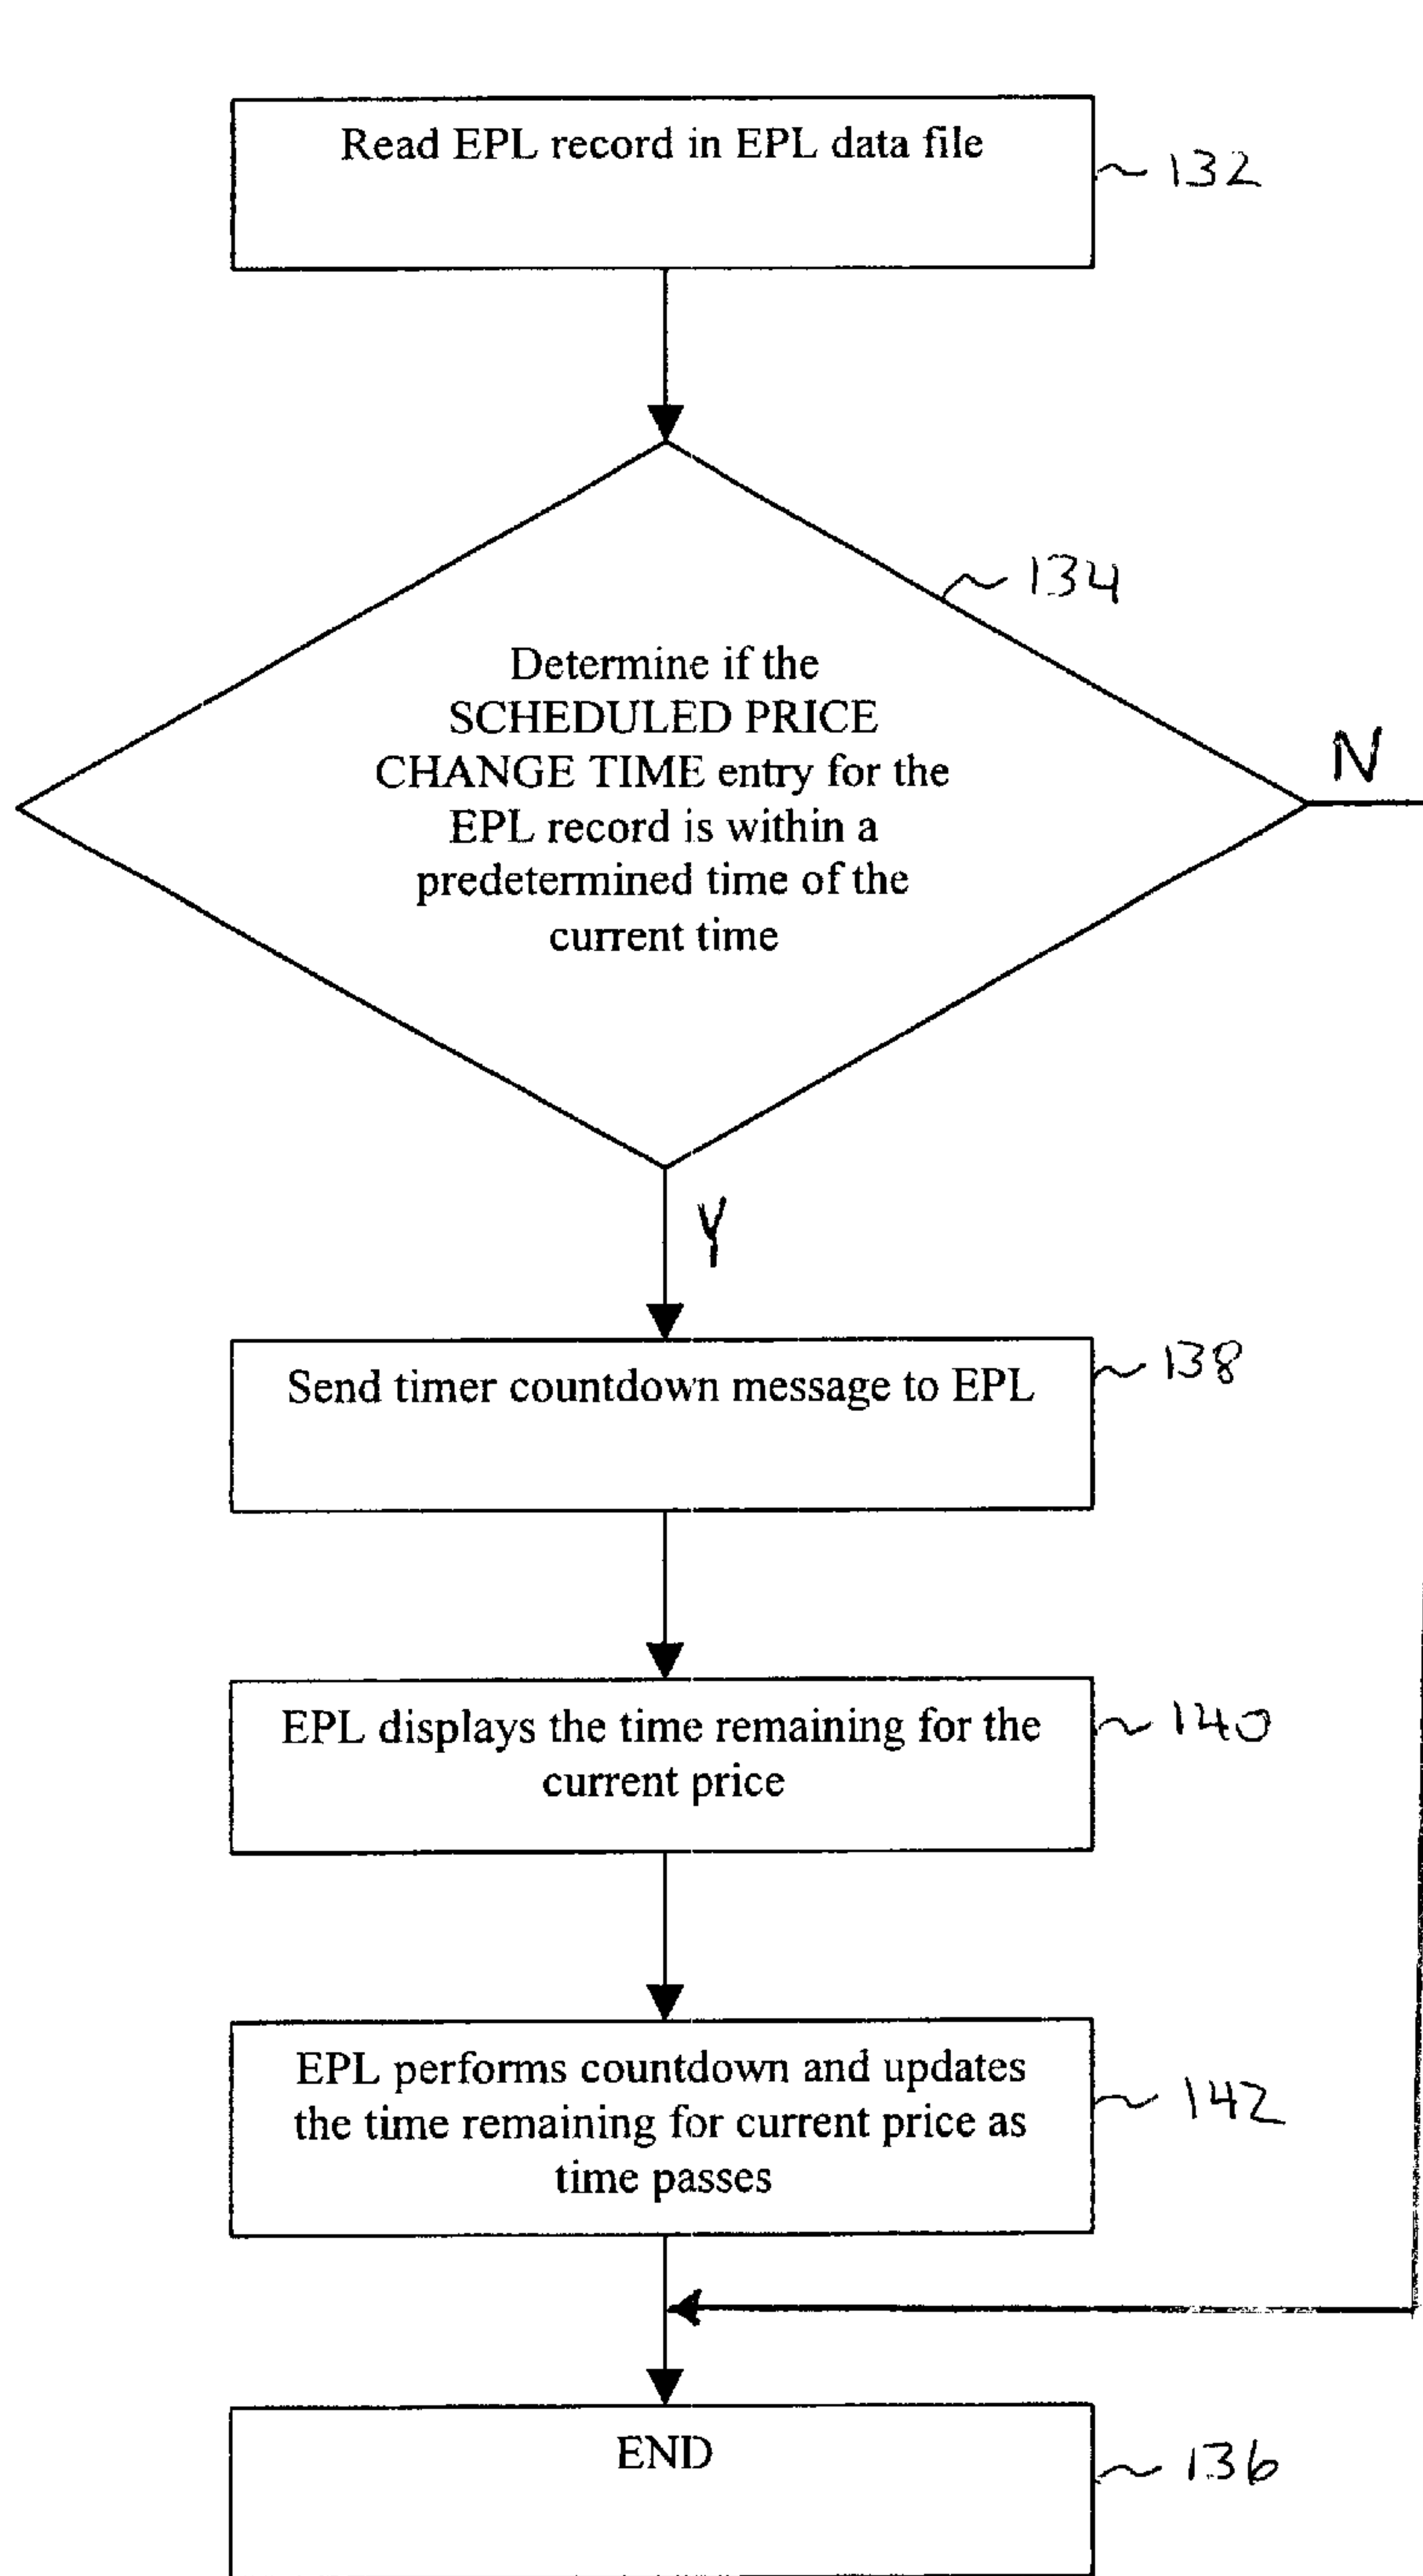 Read EPL record in EPL data file
132
134
Determine if the
SCHEDULED PRICE
CHANGE TIME entry for the
EPL record is within a
predetermined time of the
current time
N
Y
Send timer countdown message to EPL
138
EPL displays the time remaining for the
current price
140
EPL performs countdown and updates
the time remaining for current price as
time passes
142
END
136